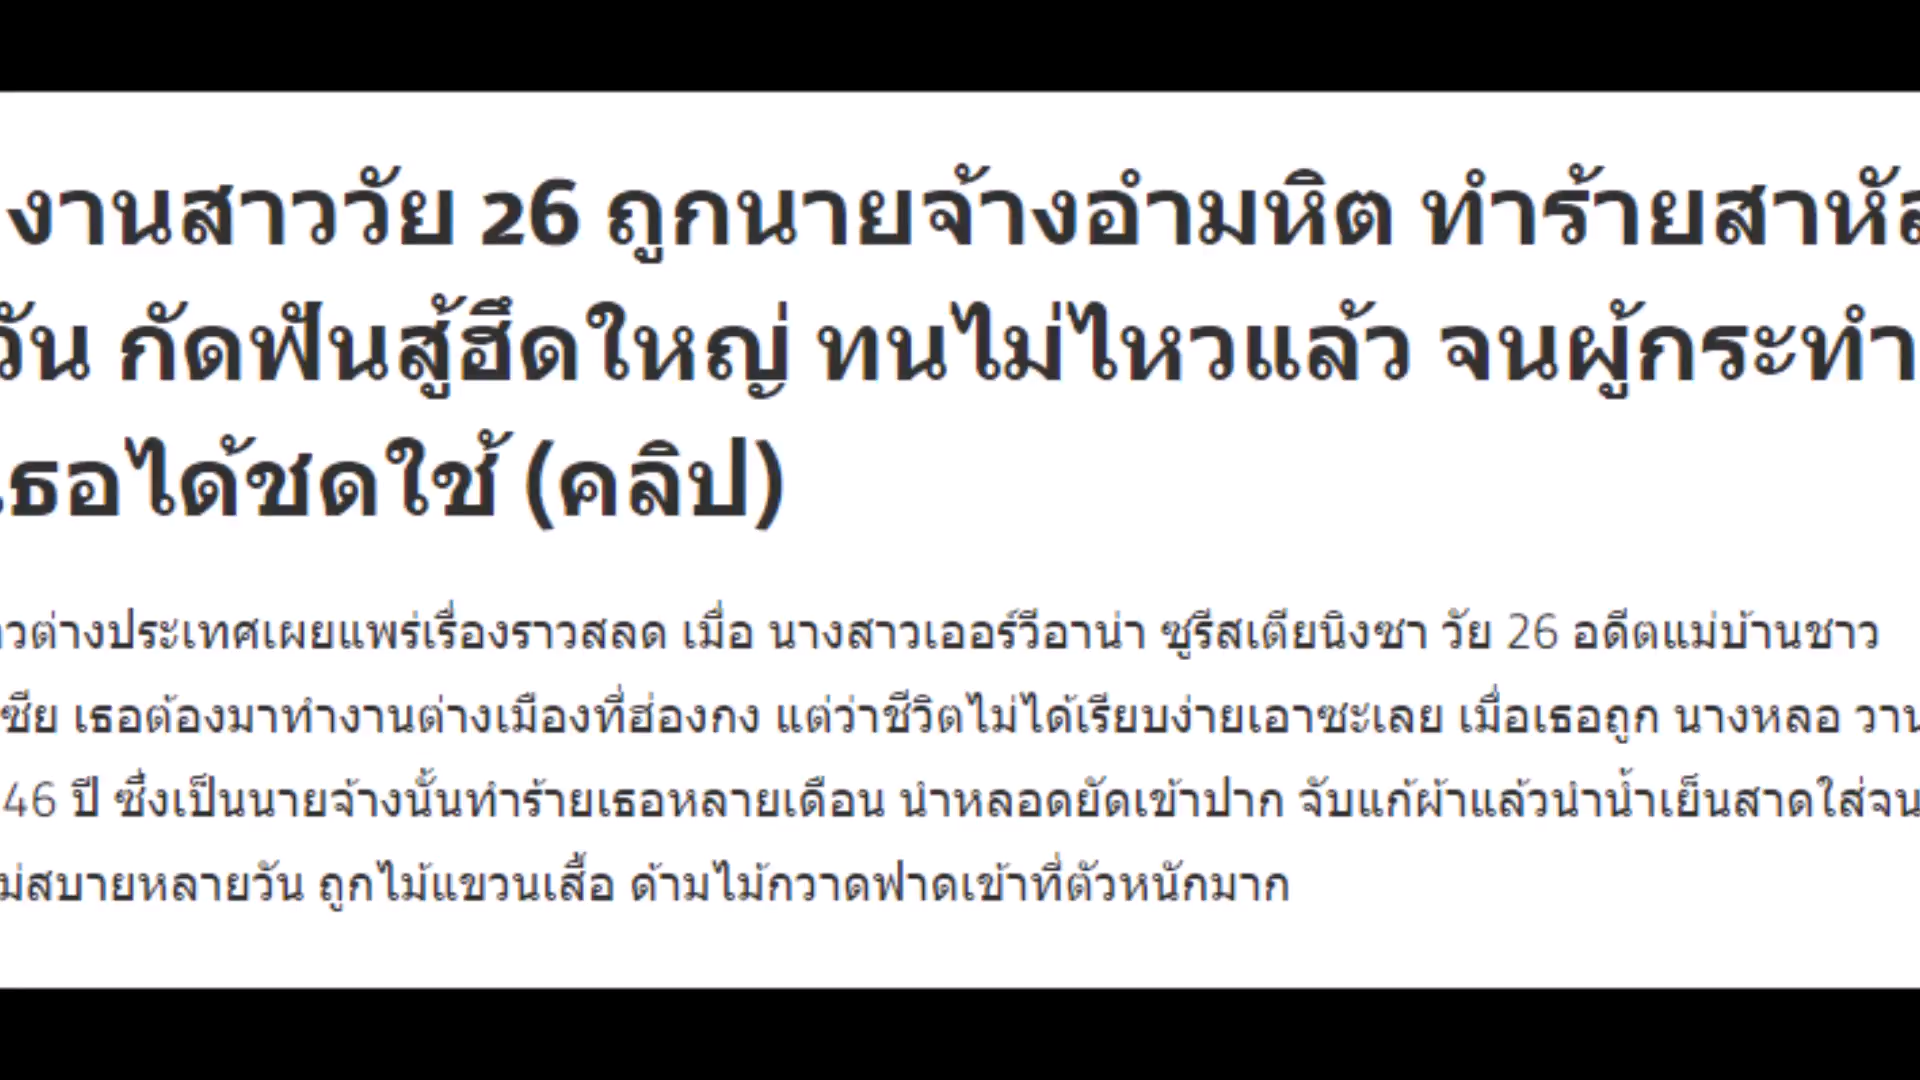 งานสาววัย 26 ถูกนายจ้างอำมหิต ทำร้ายสาหัส
วัน กัดฟันสู้ฮึดใหญ่ ทนไม่ไหวแล้ว จนผู้กระทำ
เธอได้ชดใช้ (คลิป)
าวต่างประเทศเผยแพร่เรื่องราวสลด เมื่อ นางสาวเออร์วีอาน่า ซูรีสเตียนิงซา วัย 26 อดีตแม่บ้านชาว
ซีย เธอต้องมาทำงานต่างเมืองที่ฮ่องกง แต่ว่าชีวิตไม่ได้เรียบง่ายเอาซะเลย เมื่อเธอถูก นางหลอ วาน
46 ปี ซึ่งเป็นนายจ้างนั้นทำร้ายเธอหลายเดือน นำหลอดยัดเข้าปาก จับแก้ผ้าแล้วนำน้ำเย็นสาดใส่จน
ม่สบายหลายวัน ถูกไม้แขวนเสื้อ ด้ามไม้กวาดฟาดเข้าที่ตัวหนักมาก